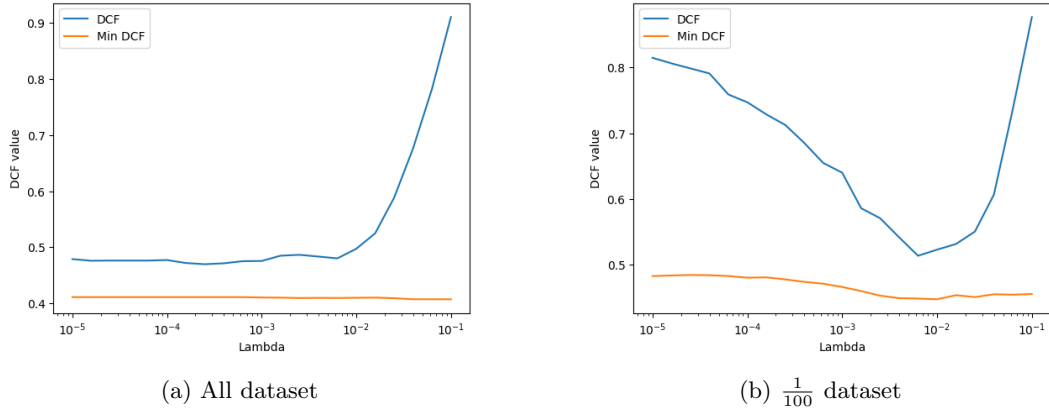 0.9
0.8
0.7
0.6
0.5
0.4
DCF value
DCF
Min DCF
10⁻⁵
10⁻⁴
10⁻³
10⁻²
10⁻¹
Lambda
(a) All dataset
0.8
0.7
0.6
0.5
DCF value
DCF
Min DCF
10⁻⁵
10⁻⁴
10⁻³
10⁻²
10⁻¹
Lambda
(b) 1/100 dataset